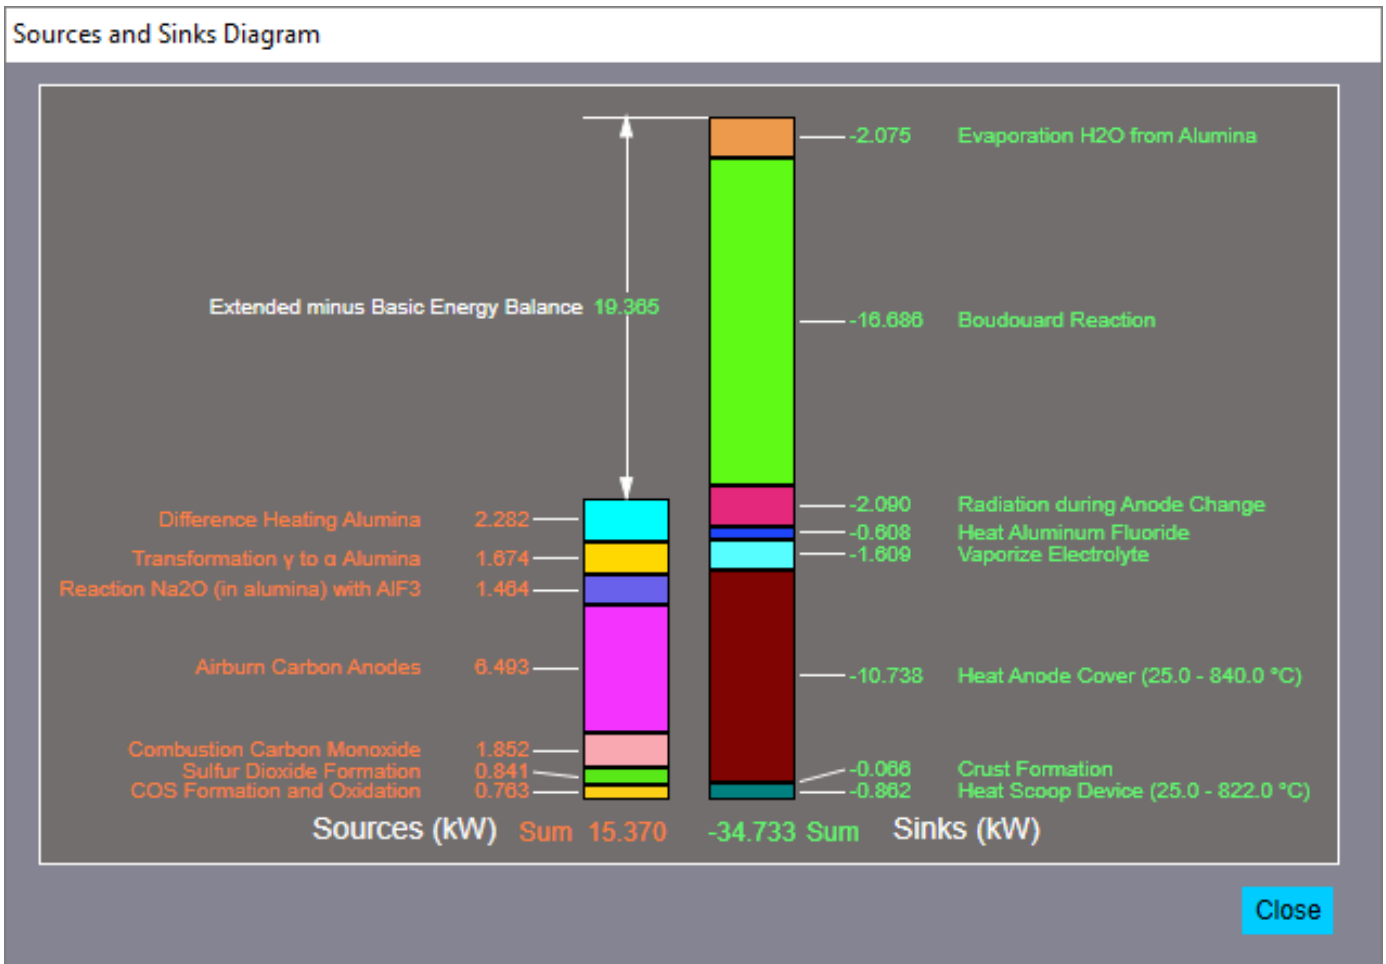 Sources and Sinks Diagram
-2.075 Evaporation H2O from Alumina
Extended minus Basic Energy Balance 19.365
-16.686 Boudouard Reaction
-2.090 Radiation during Anode Change
Difference Heating Alumina 2.282
-0.608 Heat Aluminum Fluoride
-1.609 Vaporize Electrolyte
Transformation γ to α Alumina 1.674
Reaction Na2O (in alumina) with AlF3 1.464
Airburn Carbon Anodes 6.493
-10.738 Heat Anode Cover (25.0 - 840.0 °C)
Combustion Carbon Monoxide 1.852
Sulfur Dioxide Formation 0.841
-0.066 Crust Formation
COS Formation and Oxidation 0.763
-0.862 Heat Scoop Device (25.0 - 822.0 °C)
Sources (kW) Sum 15.370 -34.733 Sum Sinks (kW)
Close